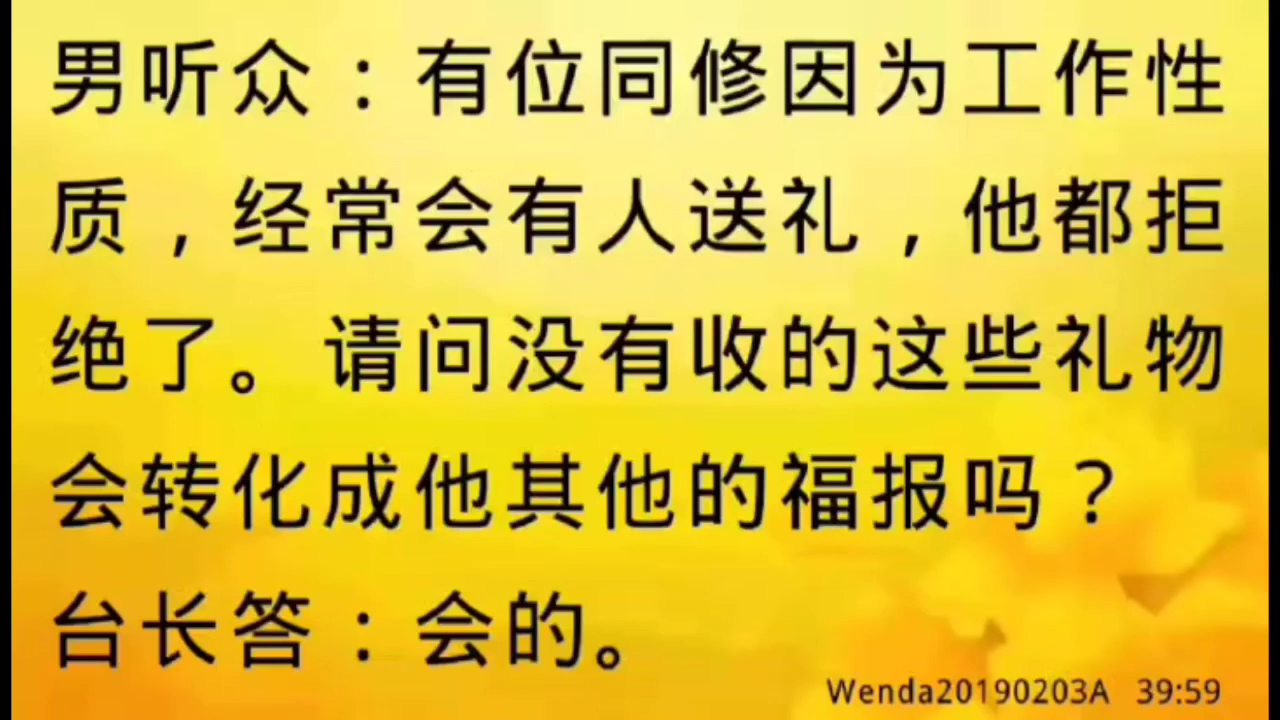 男听众：有位同修因为工作性
质，经常会有人送礼，他都拒
绝了。请问没有收的这些礼物
会转化成他其他的福报吗？
台长答：会的。
Wenda20190203A 39:59